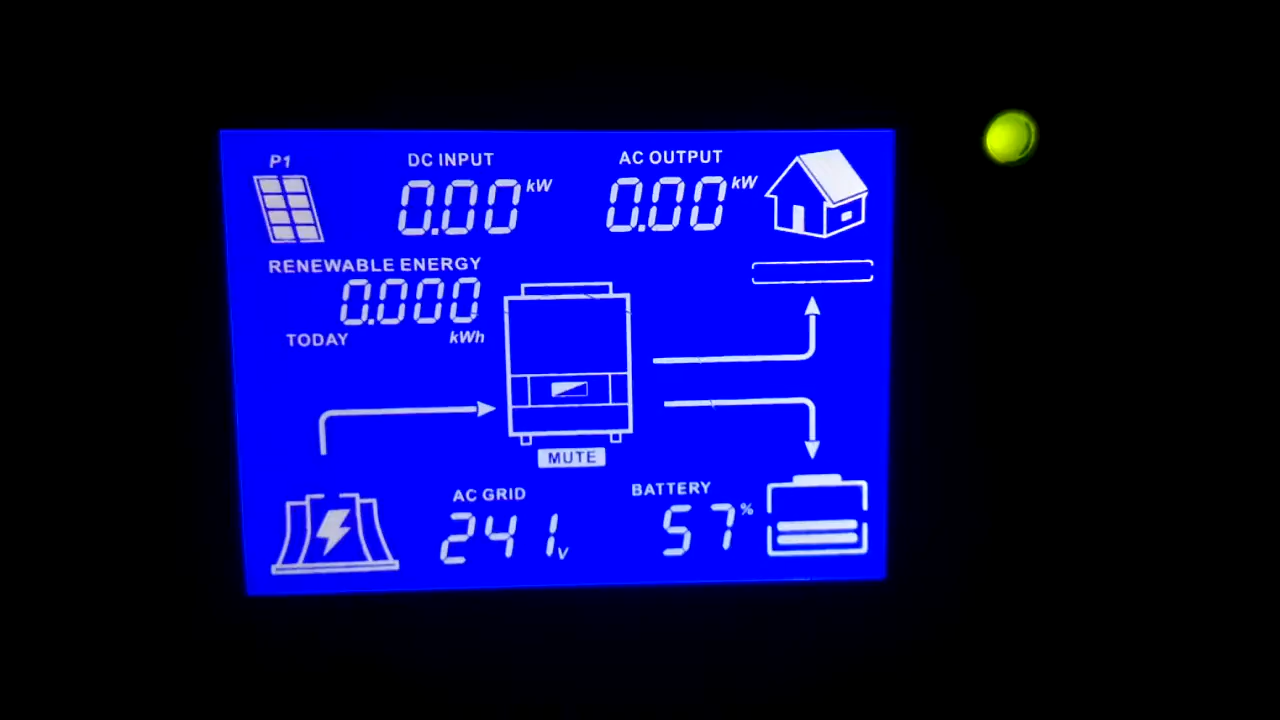 P1 DC INPUT AC OUTPUT
0.00 kW 0.00 kW
RENEWABLE ENERGY
0.000
TODAY kWh
MUTE
AC GRID BATTERY
241 V 57 %